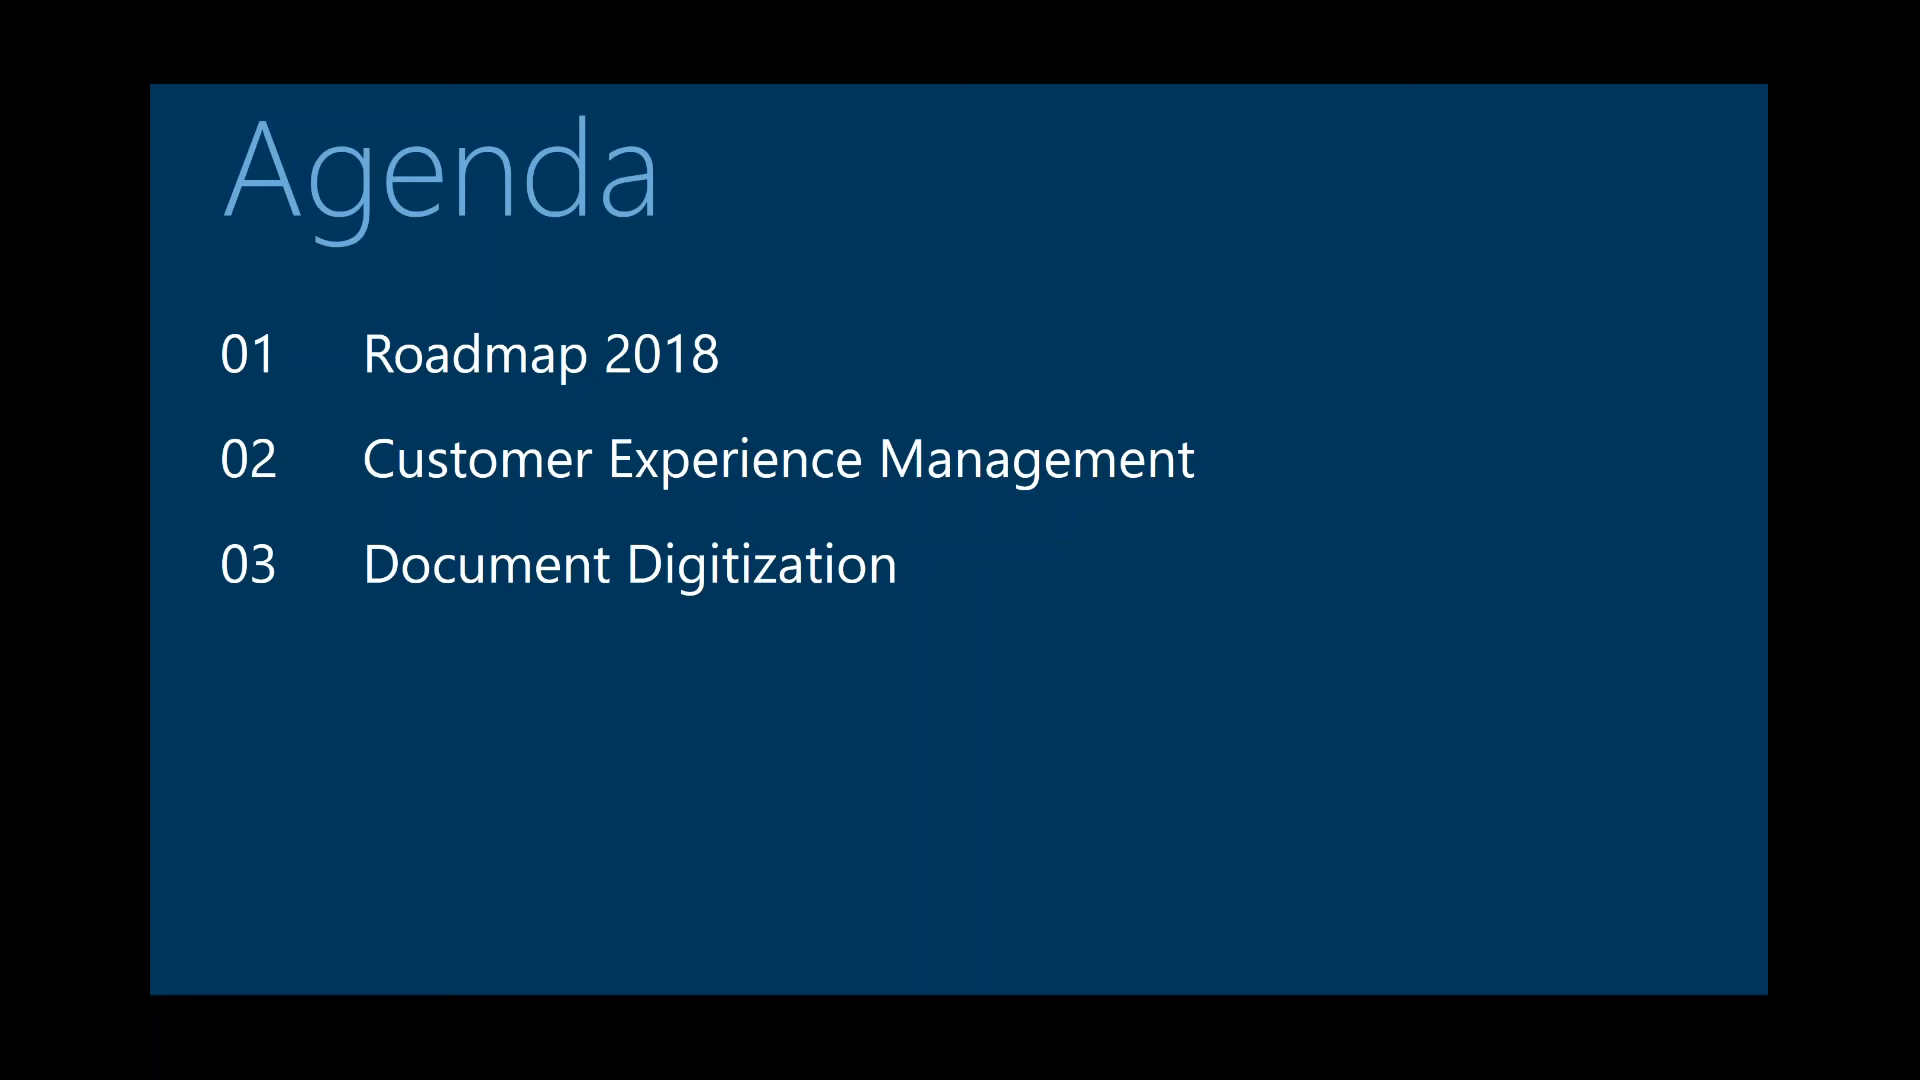 Agenda
01 Roadmap 2018
02 Customer Experience Management
03 Document Digitization